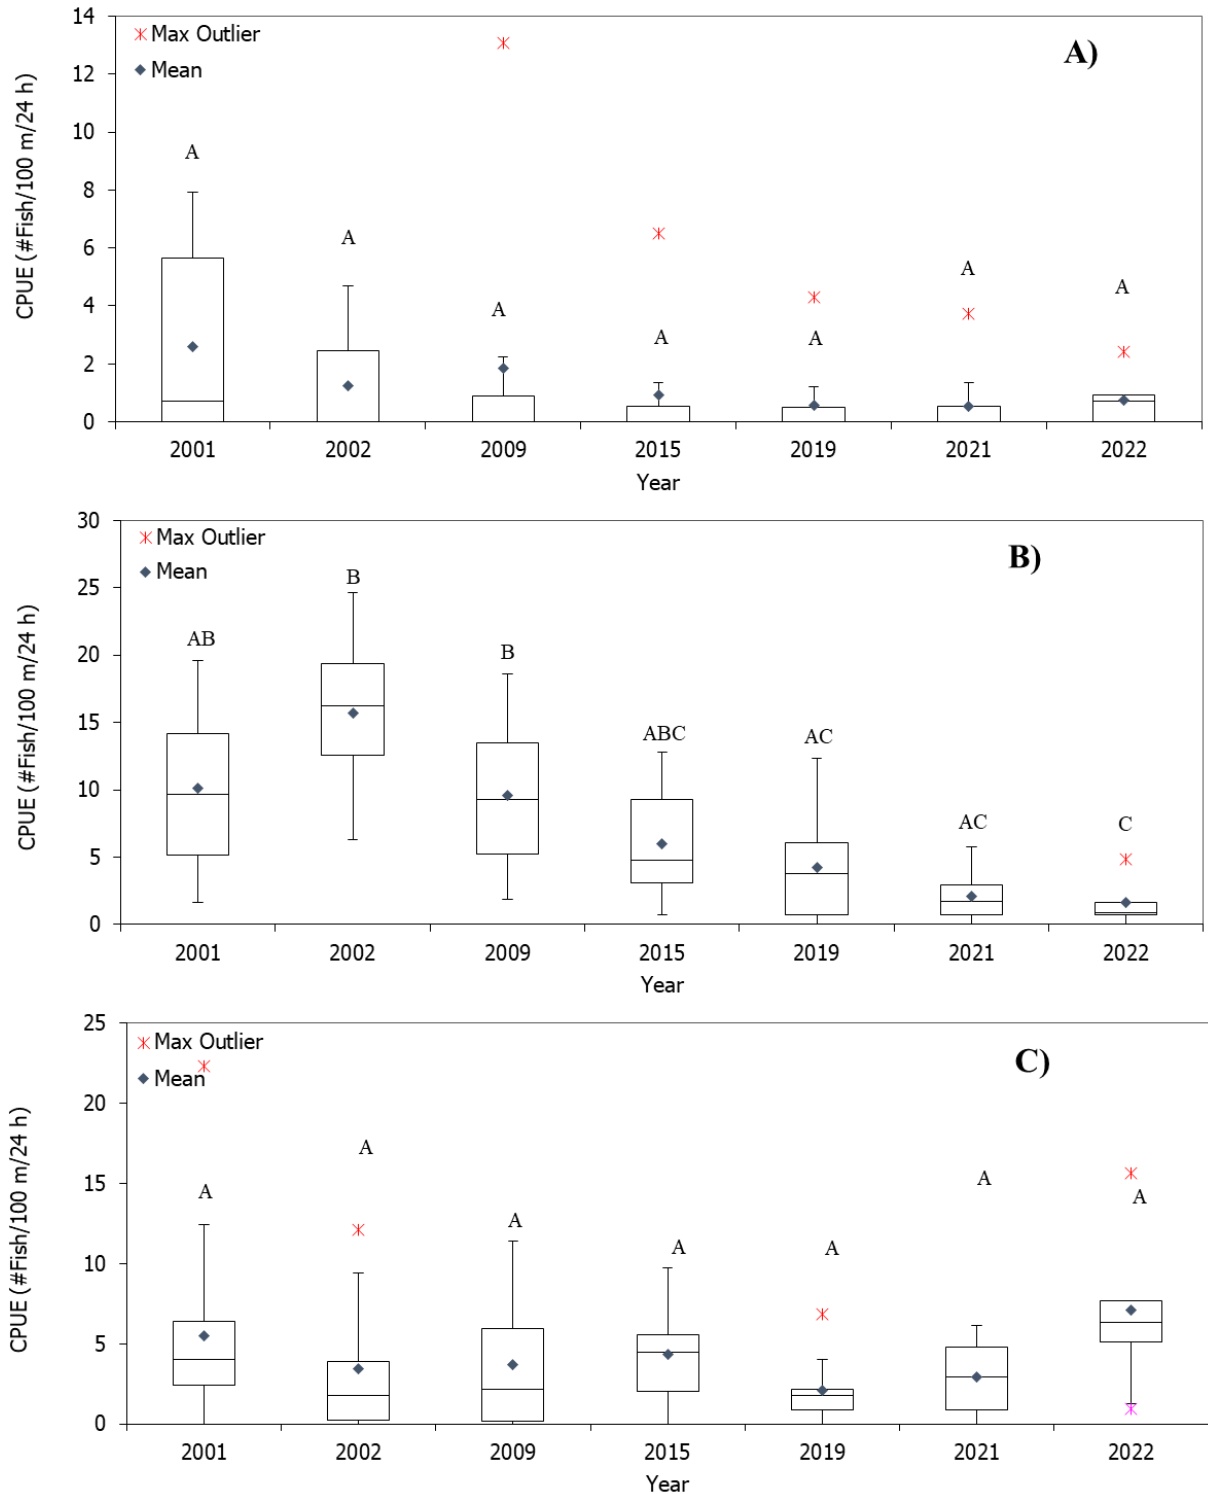 14
Max Outlier
A)
Mean
12
CPUE (#Fish/100 m/24 h)
10
A
8
A
6
A
A
4
A
A
A
2
0
2001 2002 2009 2015 2019 2021 2022
Year
30
Max Outlier
B)
Mean
B
25
CPUE (#Fish/100 m/24 h)
AB
B
20
15
ABC
AC
10
AC
C
5
0
2001 2002 2009 2015 2019 2021 2022
Year
25
Max Outlier
C)
Mean
20
CPUE (#Fish/100 m/24 h)
A
15
A
A
A
A
A
A
10
5
0
2001 2002 2009 2015 2019 2021 2022
Year